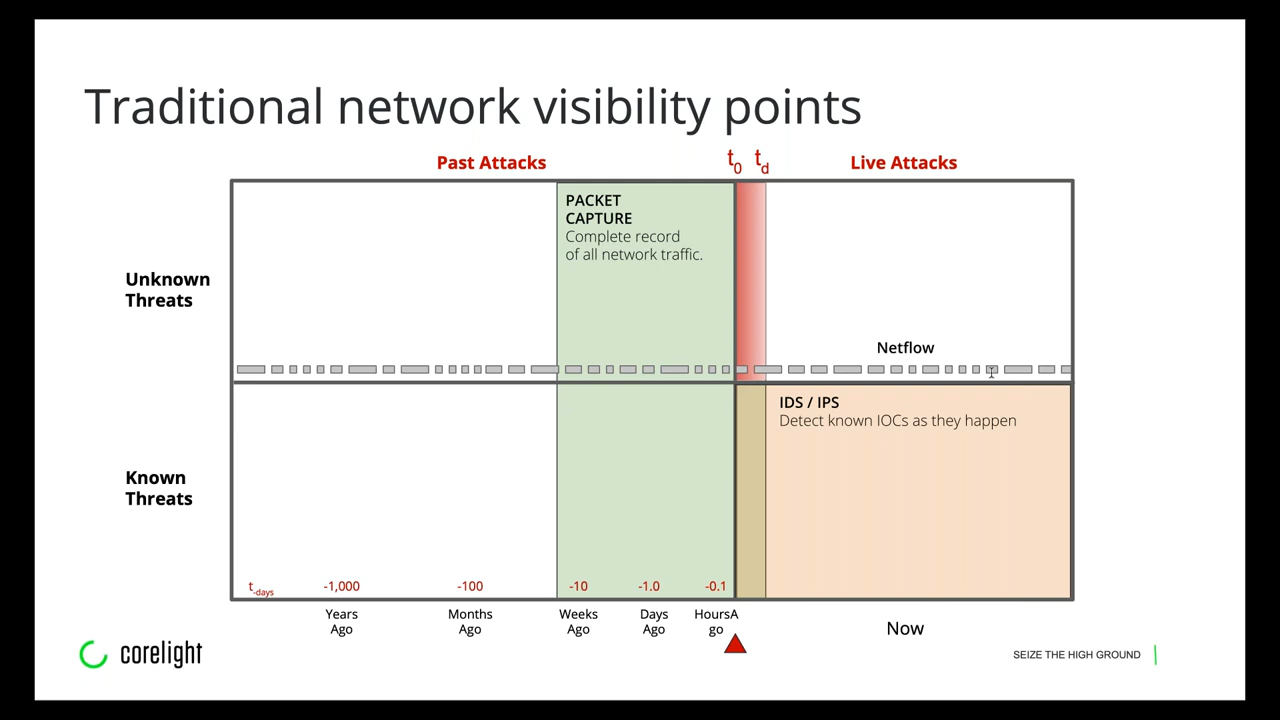 Traditional network visibility points
Past Attacks
t0
td
Live Attacks
PACKET
CAPTURE
Complete record
of all network traffic.
Unknown
Threats
Netflow
IDS / IPS
Detect known IOCs as they happen
Known
Threats
t-days
-1,000
-100
-10
-1.0
-0.1
Years
Ago
Months
Ago
Weeks
Ago
Days
Ago
HoursA
go
Now
corelight
SEIZE THE HIGH GROUND